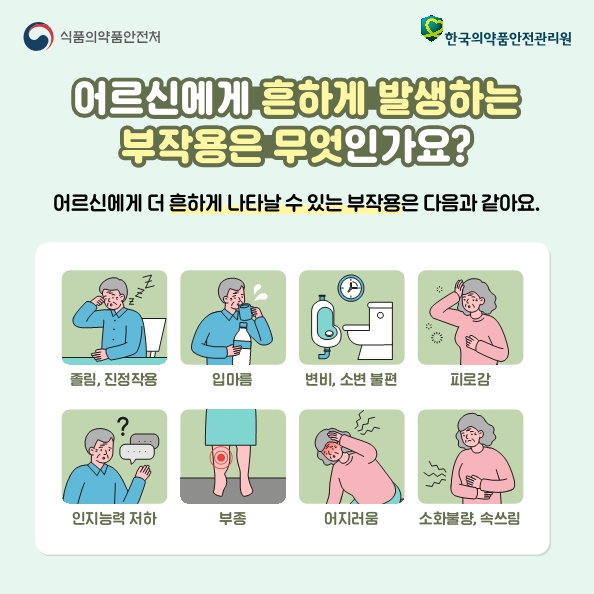 식품의약품안전처
한국의약품안전관리원
어르신에게 흔하게 발생하는
부작용은 무엇인가요?
어르신에게 더 흔하게 나타날 수 있는 부작용은 다음과 같아요.
z z z z
졸림, 진정작용
입마름
변비, 소변 불편
피로감
?
인지능력 저하
부종
어지러움
소화불량, 속쓰림